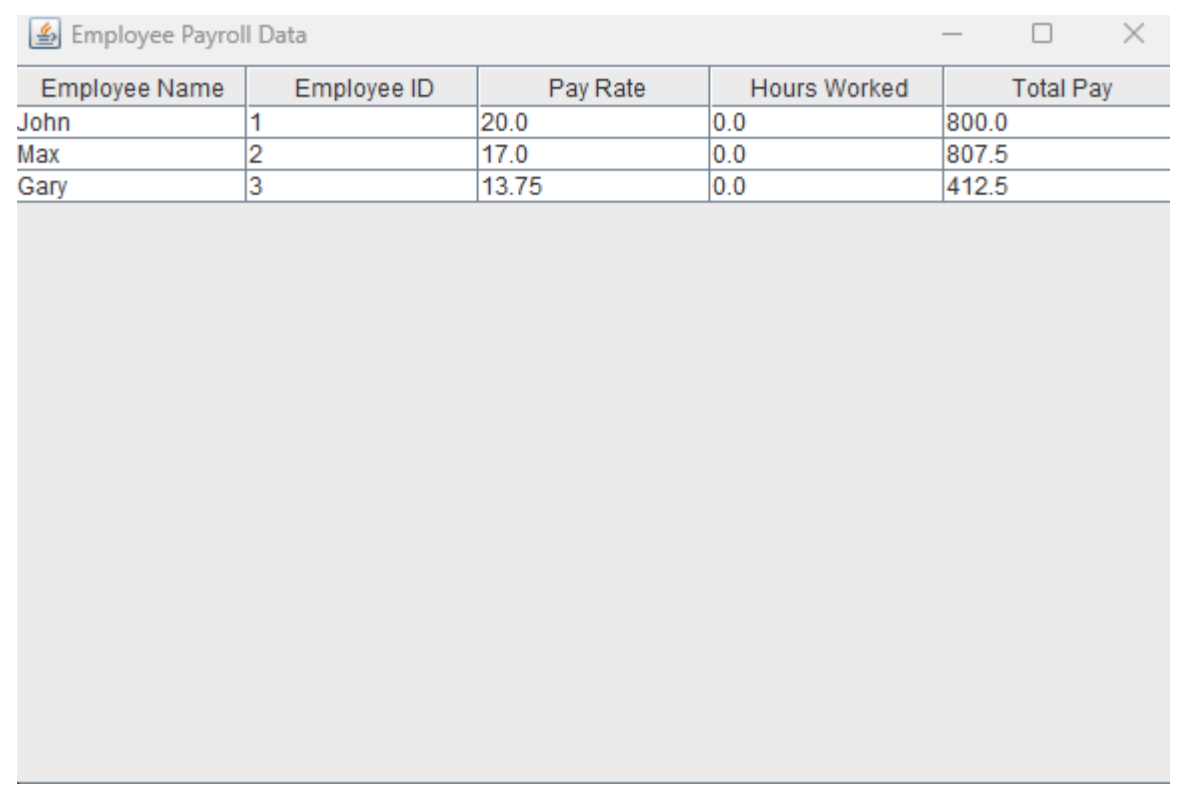 Employee Payroll Data
Employee Name Employee ID Pay Rate Hours Worked Total Pay
John 1 20.0 0.0 800.0
Max 2 17.0 0.0 807.5
Gary 3 13.75 0.0 412.5